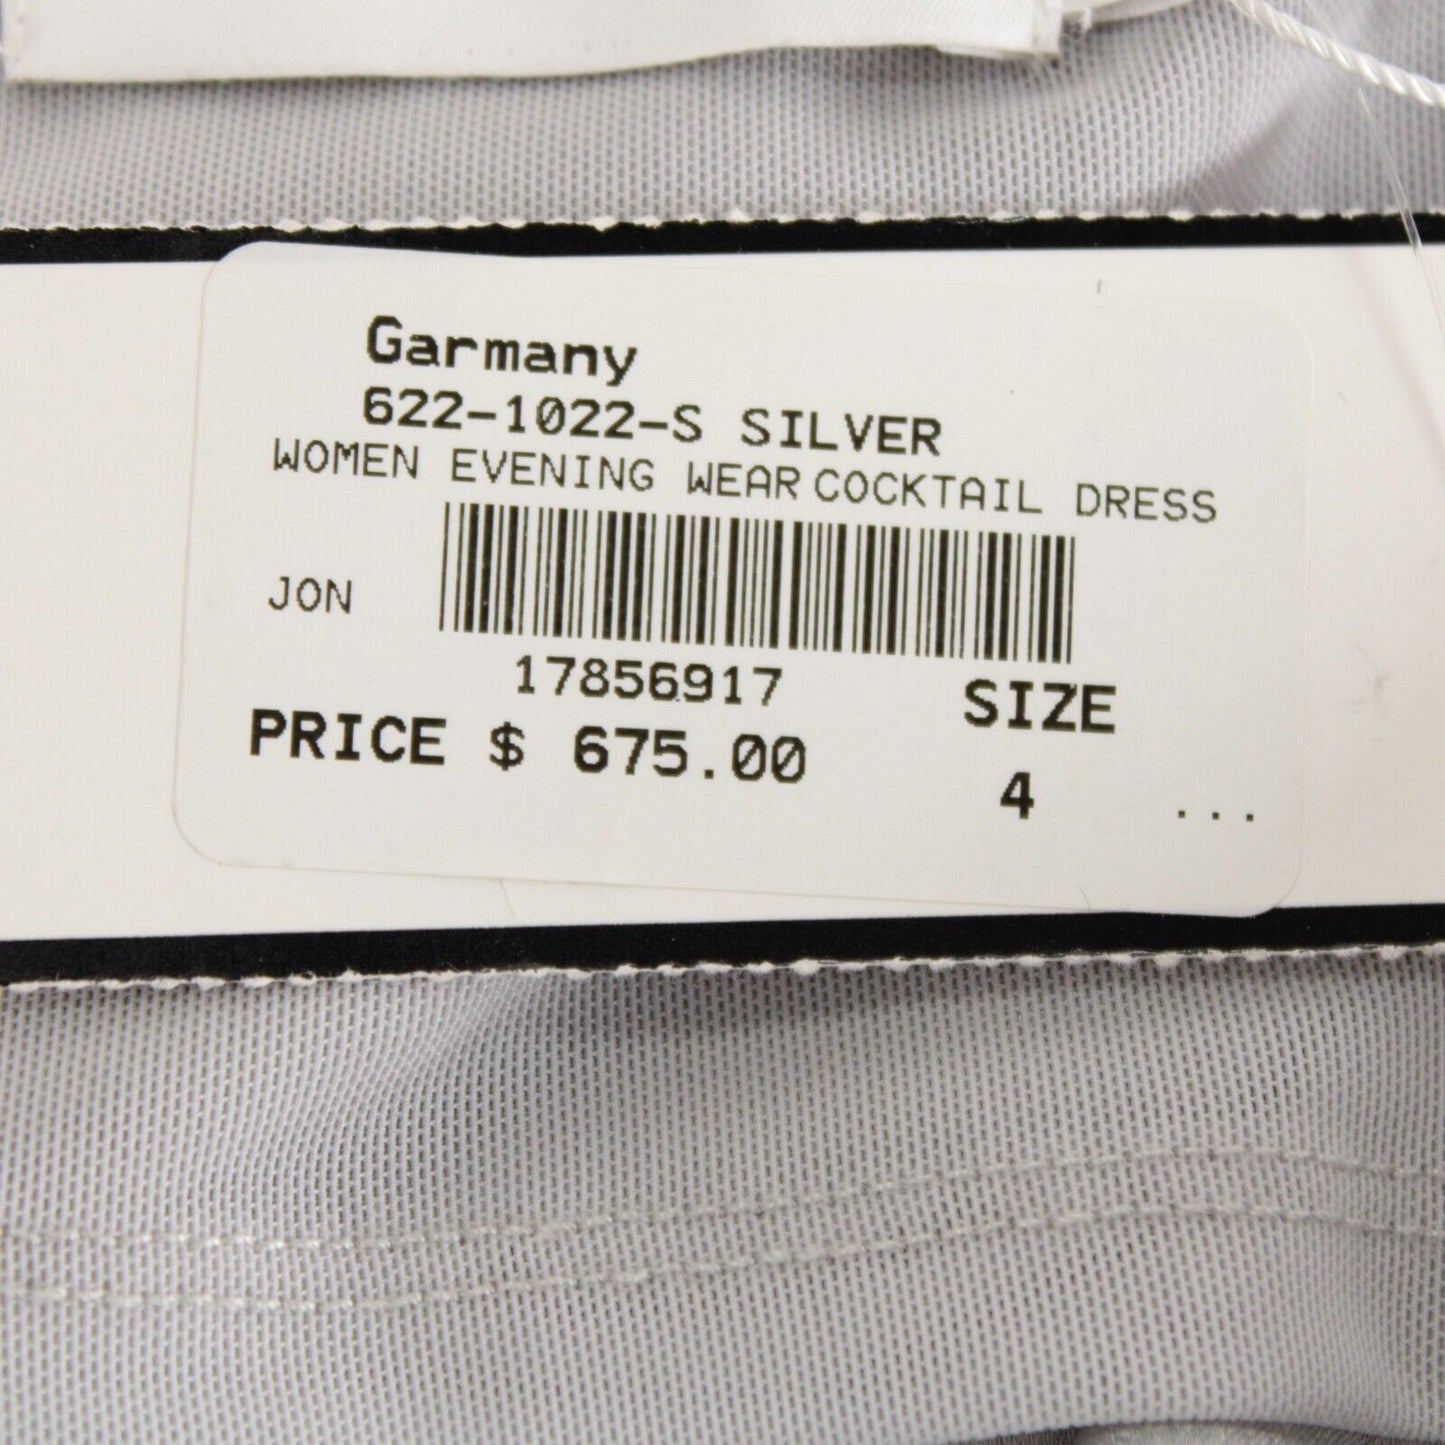 Garmany
622-1022-S SILVER
WOMEN EVENING WEAR COCKTAIL DRESS
JON
17856917
SIZE
PRICE $ 675.00
4 ...